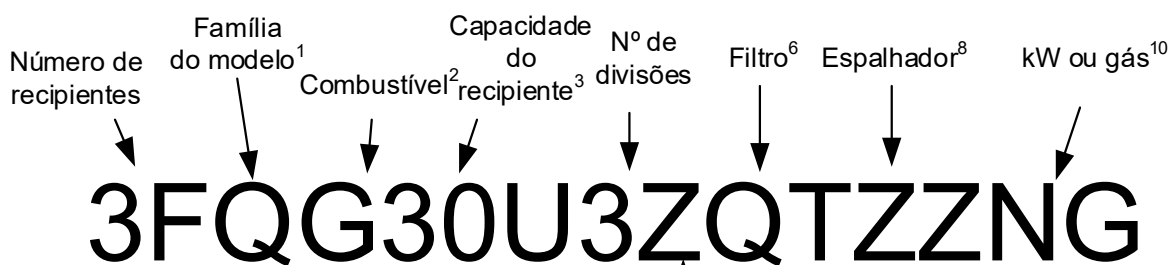 Número de
recipientes
Família
do modelo1
Combustível2
Capacidade
do
recipiente3
Nº de
divisões
Filtro6
Espalhador8
kW ou gás10
3FQG30U3ZQTZZNG